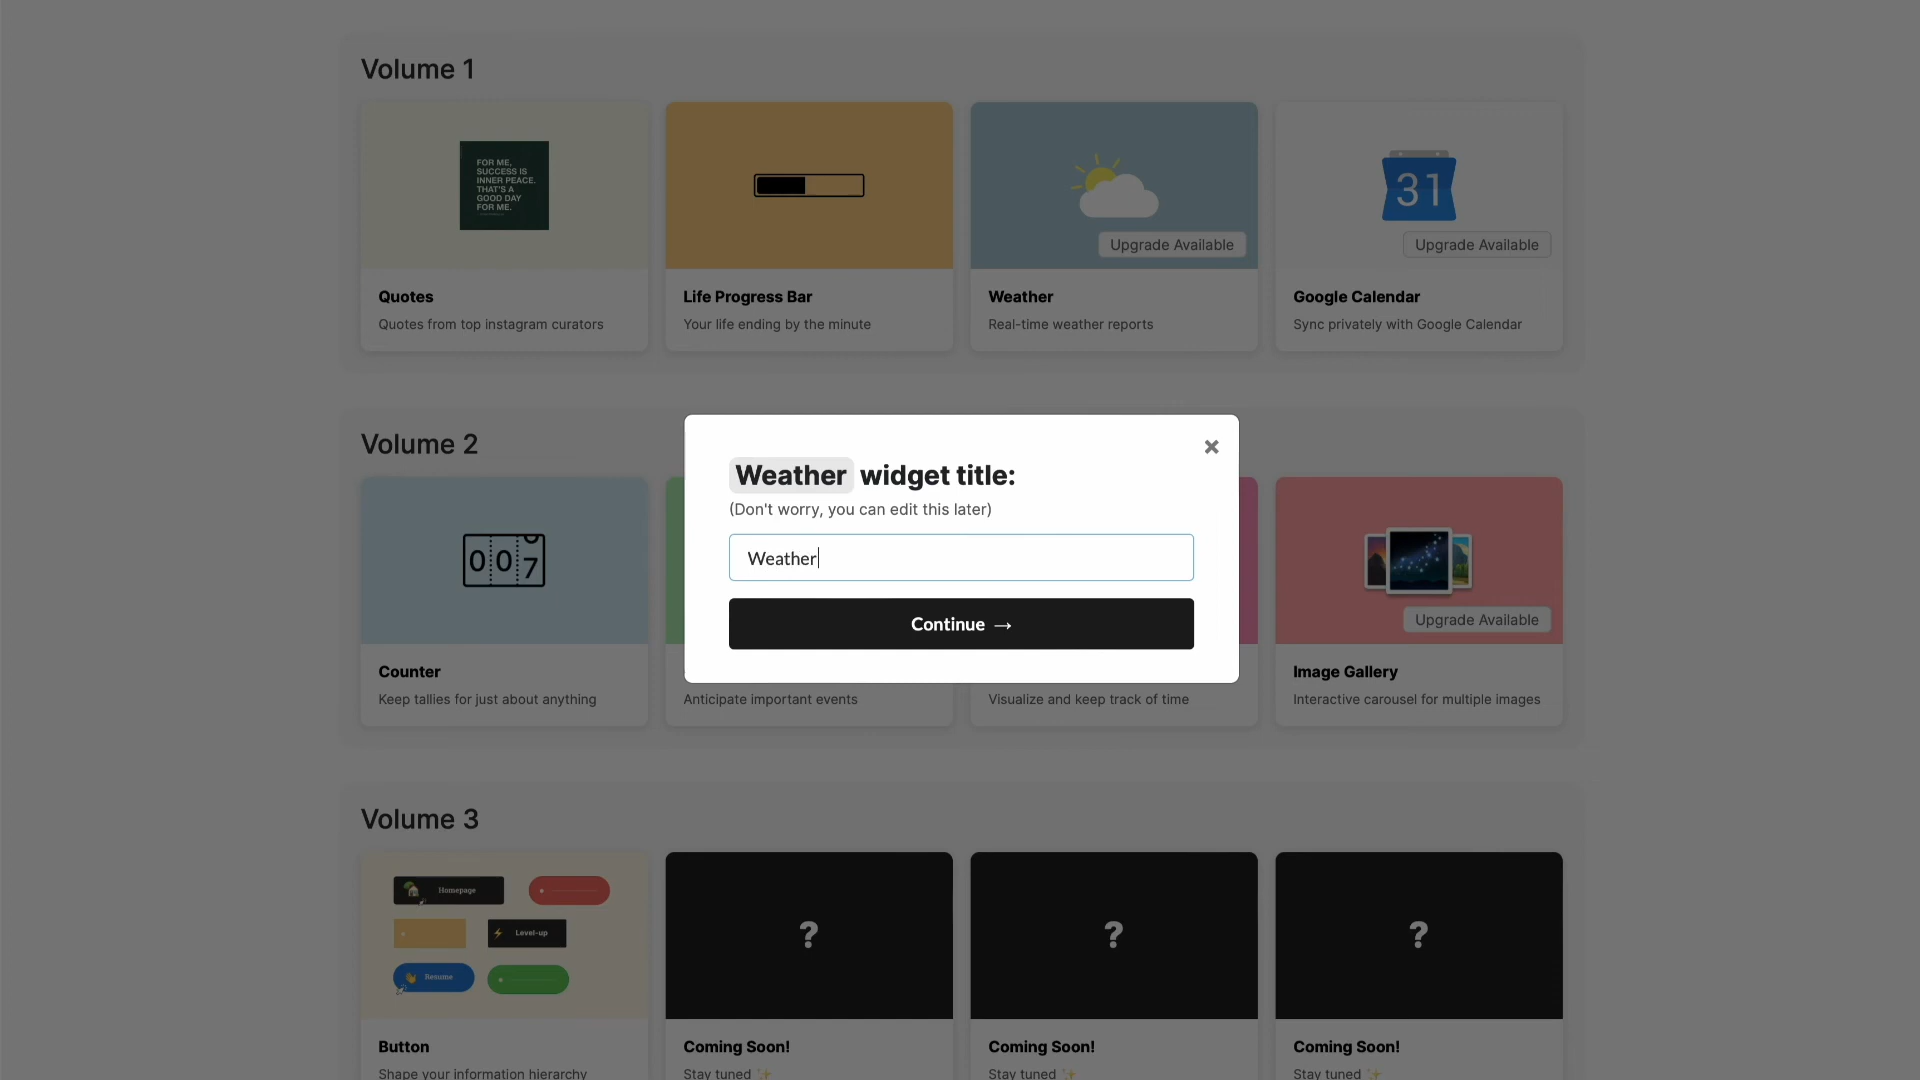 Volume 1
FOR ME,
SUCCESS IS
INNER PEACE.
THAT'S A
GOOD DAY
FOR ME.
31
Upgrade Available
Upgrade Available
Quotes
Quotes from top instagram curators
Life Progress Bar
Your life ending by the minute
Weather
Real-time weather reports
Google Calendar
Sync privately with Google Calendar
Volume 2
Weather widget title:
(Don't worry, you can edit this later)
Weather
Continue →
007
Upgrade Available
Counter
Keep tallies for just about anything
Anticipate important events
Visualize and keep track of time
Image Gallery
Interactive carousel for multiple images
Volume 3
Homepage
Level-up
Resume
?
?
?
Button
Shape your information hierarchy
Coming Soon!
Stay tuned ✨
Coming Soon!
Stay tuned ✨
Coming Soon!
Stay tuned ✨